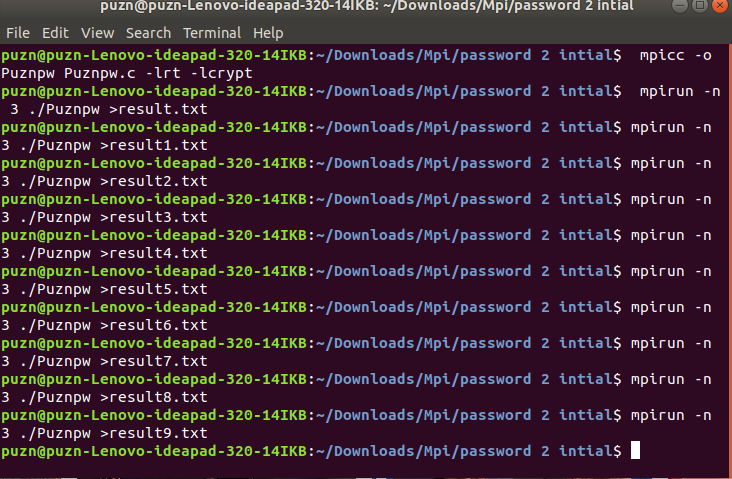 puzn@puzn-Lenovo-ideapad-320-14IKB: ~/Downloads/Mpi/password 2 intial
File Edit View Search Terminal Help
puzn@puzn-Lenovo-ideapad-320-14IKB:~/Downloads/Mpi/password 2 intial$  mpicc -o
Puznpw Puznpw.c -lrt -lcrypt
puzn@puzn-Lenovo-ideapad-320-14IKB:~/Downloads/Mpi/password 2 intial$  mpirun -n
 3 ./Puznpw >result.txt
puzn@puzn-Lenovo-ideapad-320-14IKB:~/Downloads/Mpi/password 2 intial$ mpirun -n
3 ./Puznpw >result1.txt
puzn@puzn-Lenovo-ideapad-320-14IKB:~/Downloads/Mpi/password 2 intial$ mpirun -n
3 ./Puznpw >result2.txt
puzn@puzn-Lenovo-ideapad-320-14IKB:~/Downloads/Mpi/password 2 intial$ mpirun -n
3 ./Puznpw >result3.txt
puzn@puzn-Lenovo-ideapad-320-14IKB:~/Downloads/Mpi/password 2 intial$ mpirun -n
3 ./Puznpw >result4.txt
puzn@puzn-Lenovo-ideapad-320-14IKB:~/Downloads/Mpi/password 2 intial$ mpirun -n
3 ./Puznpw >result5.txt
puzn@puzn-Lenovo-ideapad-320-14IKB:~/Downloads/Mpi/password 2 intial$ mpirun -n
3 ./Puznpw >result6.txt
puzn@puzn-Lenovo-ideapad-320-14IKB:~/Downloads/Mpi/password 2 intial$ mpirun -n
3 ./Puznpw >result7.txt
puzn@puzn-Lenovo-ideapad-320-14IKB:~/Downloads/Mpi/password 2 intial$ mpirun -n
3 ./Puznpw >result8.txt
puzn@puzn-Lenovo-ideapad-320-14IKB:~/Downloads/Mpi/password 2 intial$ mpirun -n
3 ./Puznpw >result9.txt
puzn@puzn-Lenovo-ideapad-320-14IKB:~/Downloads/Mpi/password 2 intial$